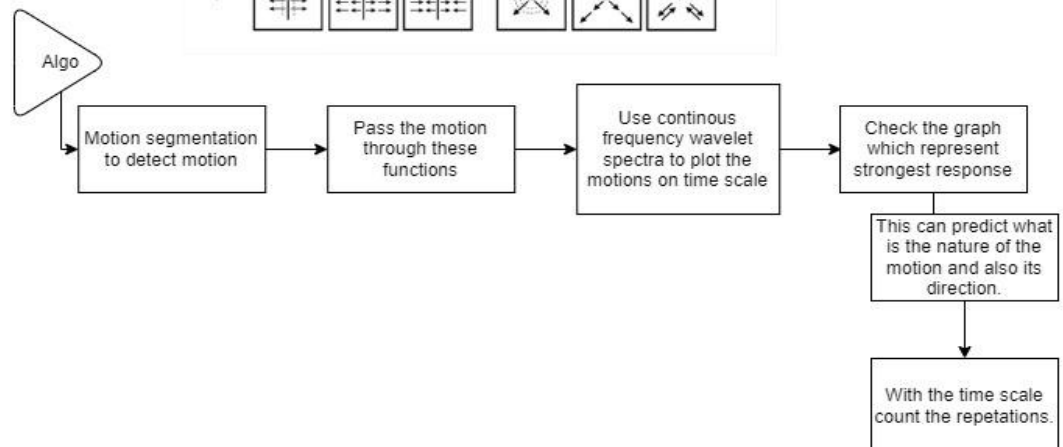 Algo
Motion segmentation
to detect motion
Pass the motion
through these
functions
Use continous
frequency wavelet
spectra to plot the
motions on time scale
Check the graph
which represent
strongest response
This can predict what
is the nature of the
motion and also its
direction.
With the time scale
count the repetations.